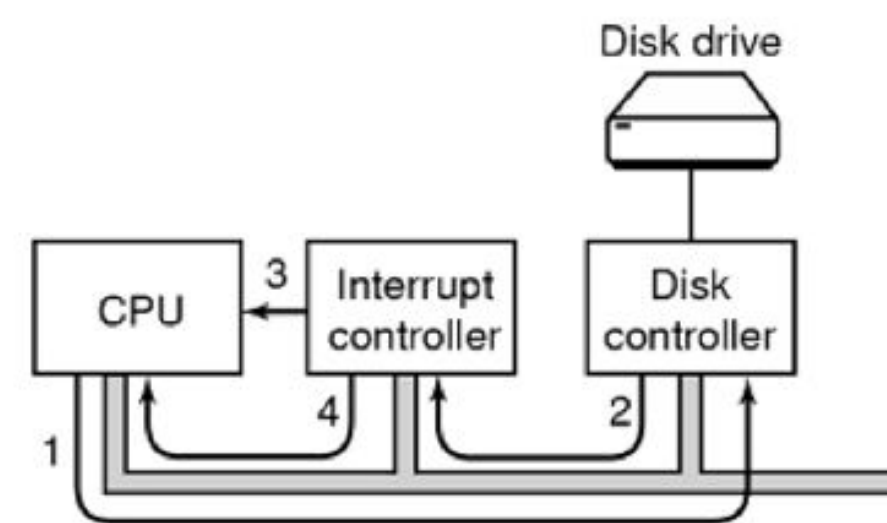 Disk drive
CPU
3
Interrupt
controller
Disk
controller
1
4
2